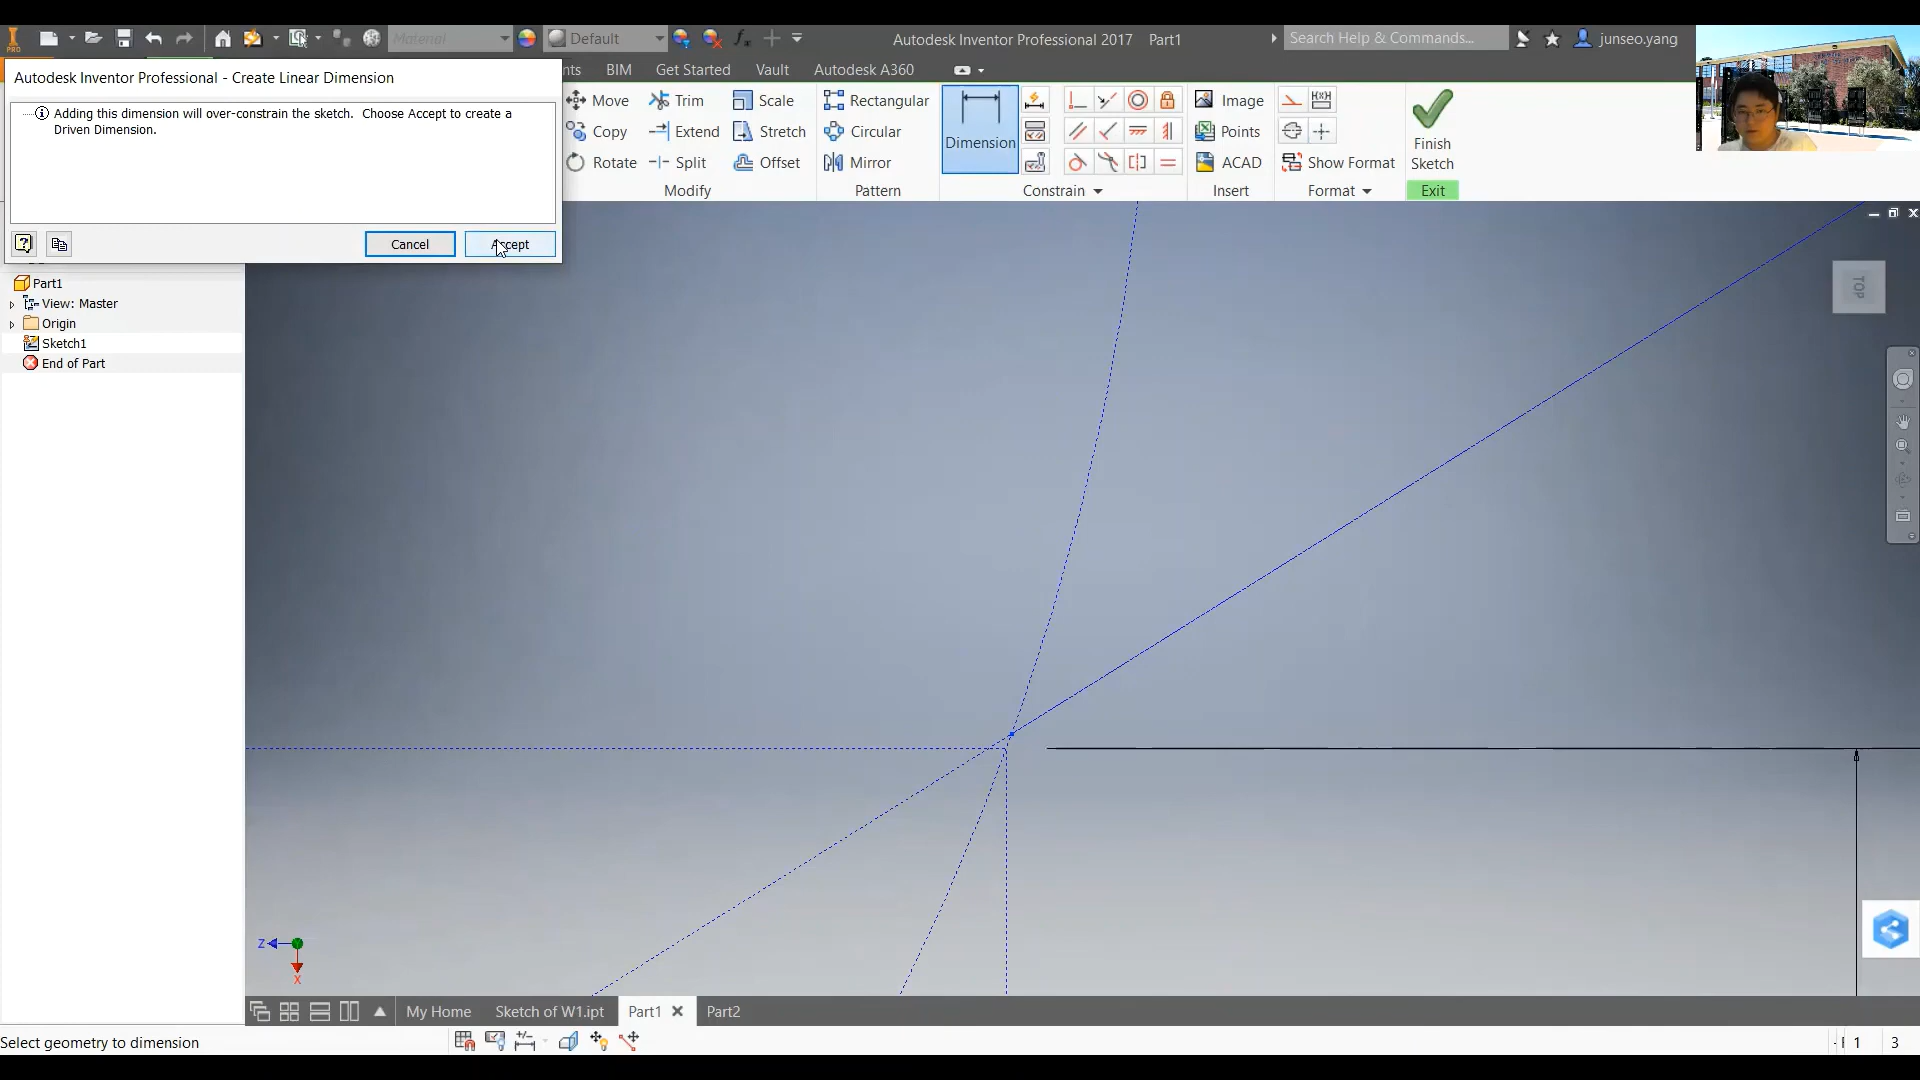 PRO
Material
Default
Autodesk Inventor Professional 2017 Part1
Search Help & Commands...
junseo.yang
Autodesk Inventor Professional - Create Linear Dimension
nts
BIM
Get Started
Vault
Autodesk A360
Adding this dimension will over-constrain the sketch. Choose Accept to create a
Driven Dimension.
Cancel
Accept
Move
Trim
Scale
Rectangular
Copy
Extend
Stretch
Circular
Rotate
Split
Offset
Mirror
Dimension
Image
Points
ACAD
Show Format
Finish
Sketch
Modify
Pattern
Constrain
Insert
Format
Exit
Part1
View: Master
Origin
Sketch1
End of Part
TOP
Z
X
My Home
Sketch of W1.ipt
Part1
Part2
Select geometry to dimension
1
3